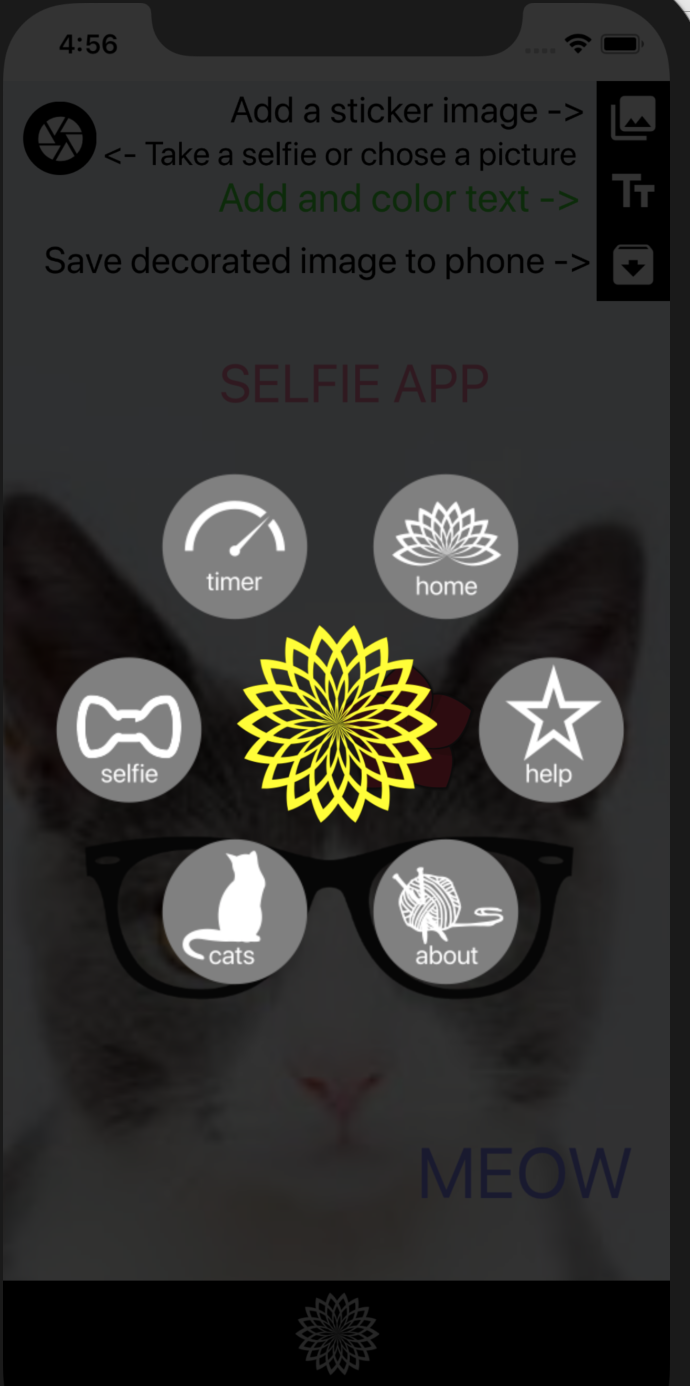 4:56
Add a sticker image ->
<- Take a selfie or chose a picture
Add and color text ->
Save decorated image to phone ->
Tт
SELFIE APP
timer
home
selfie
help
cats
about
MEOW